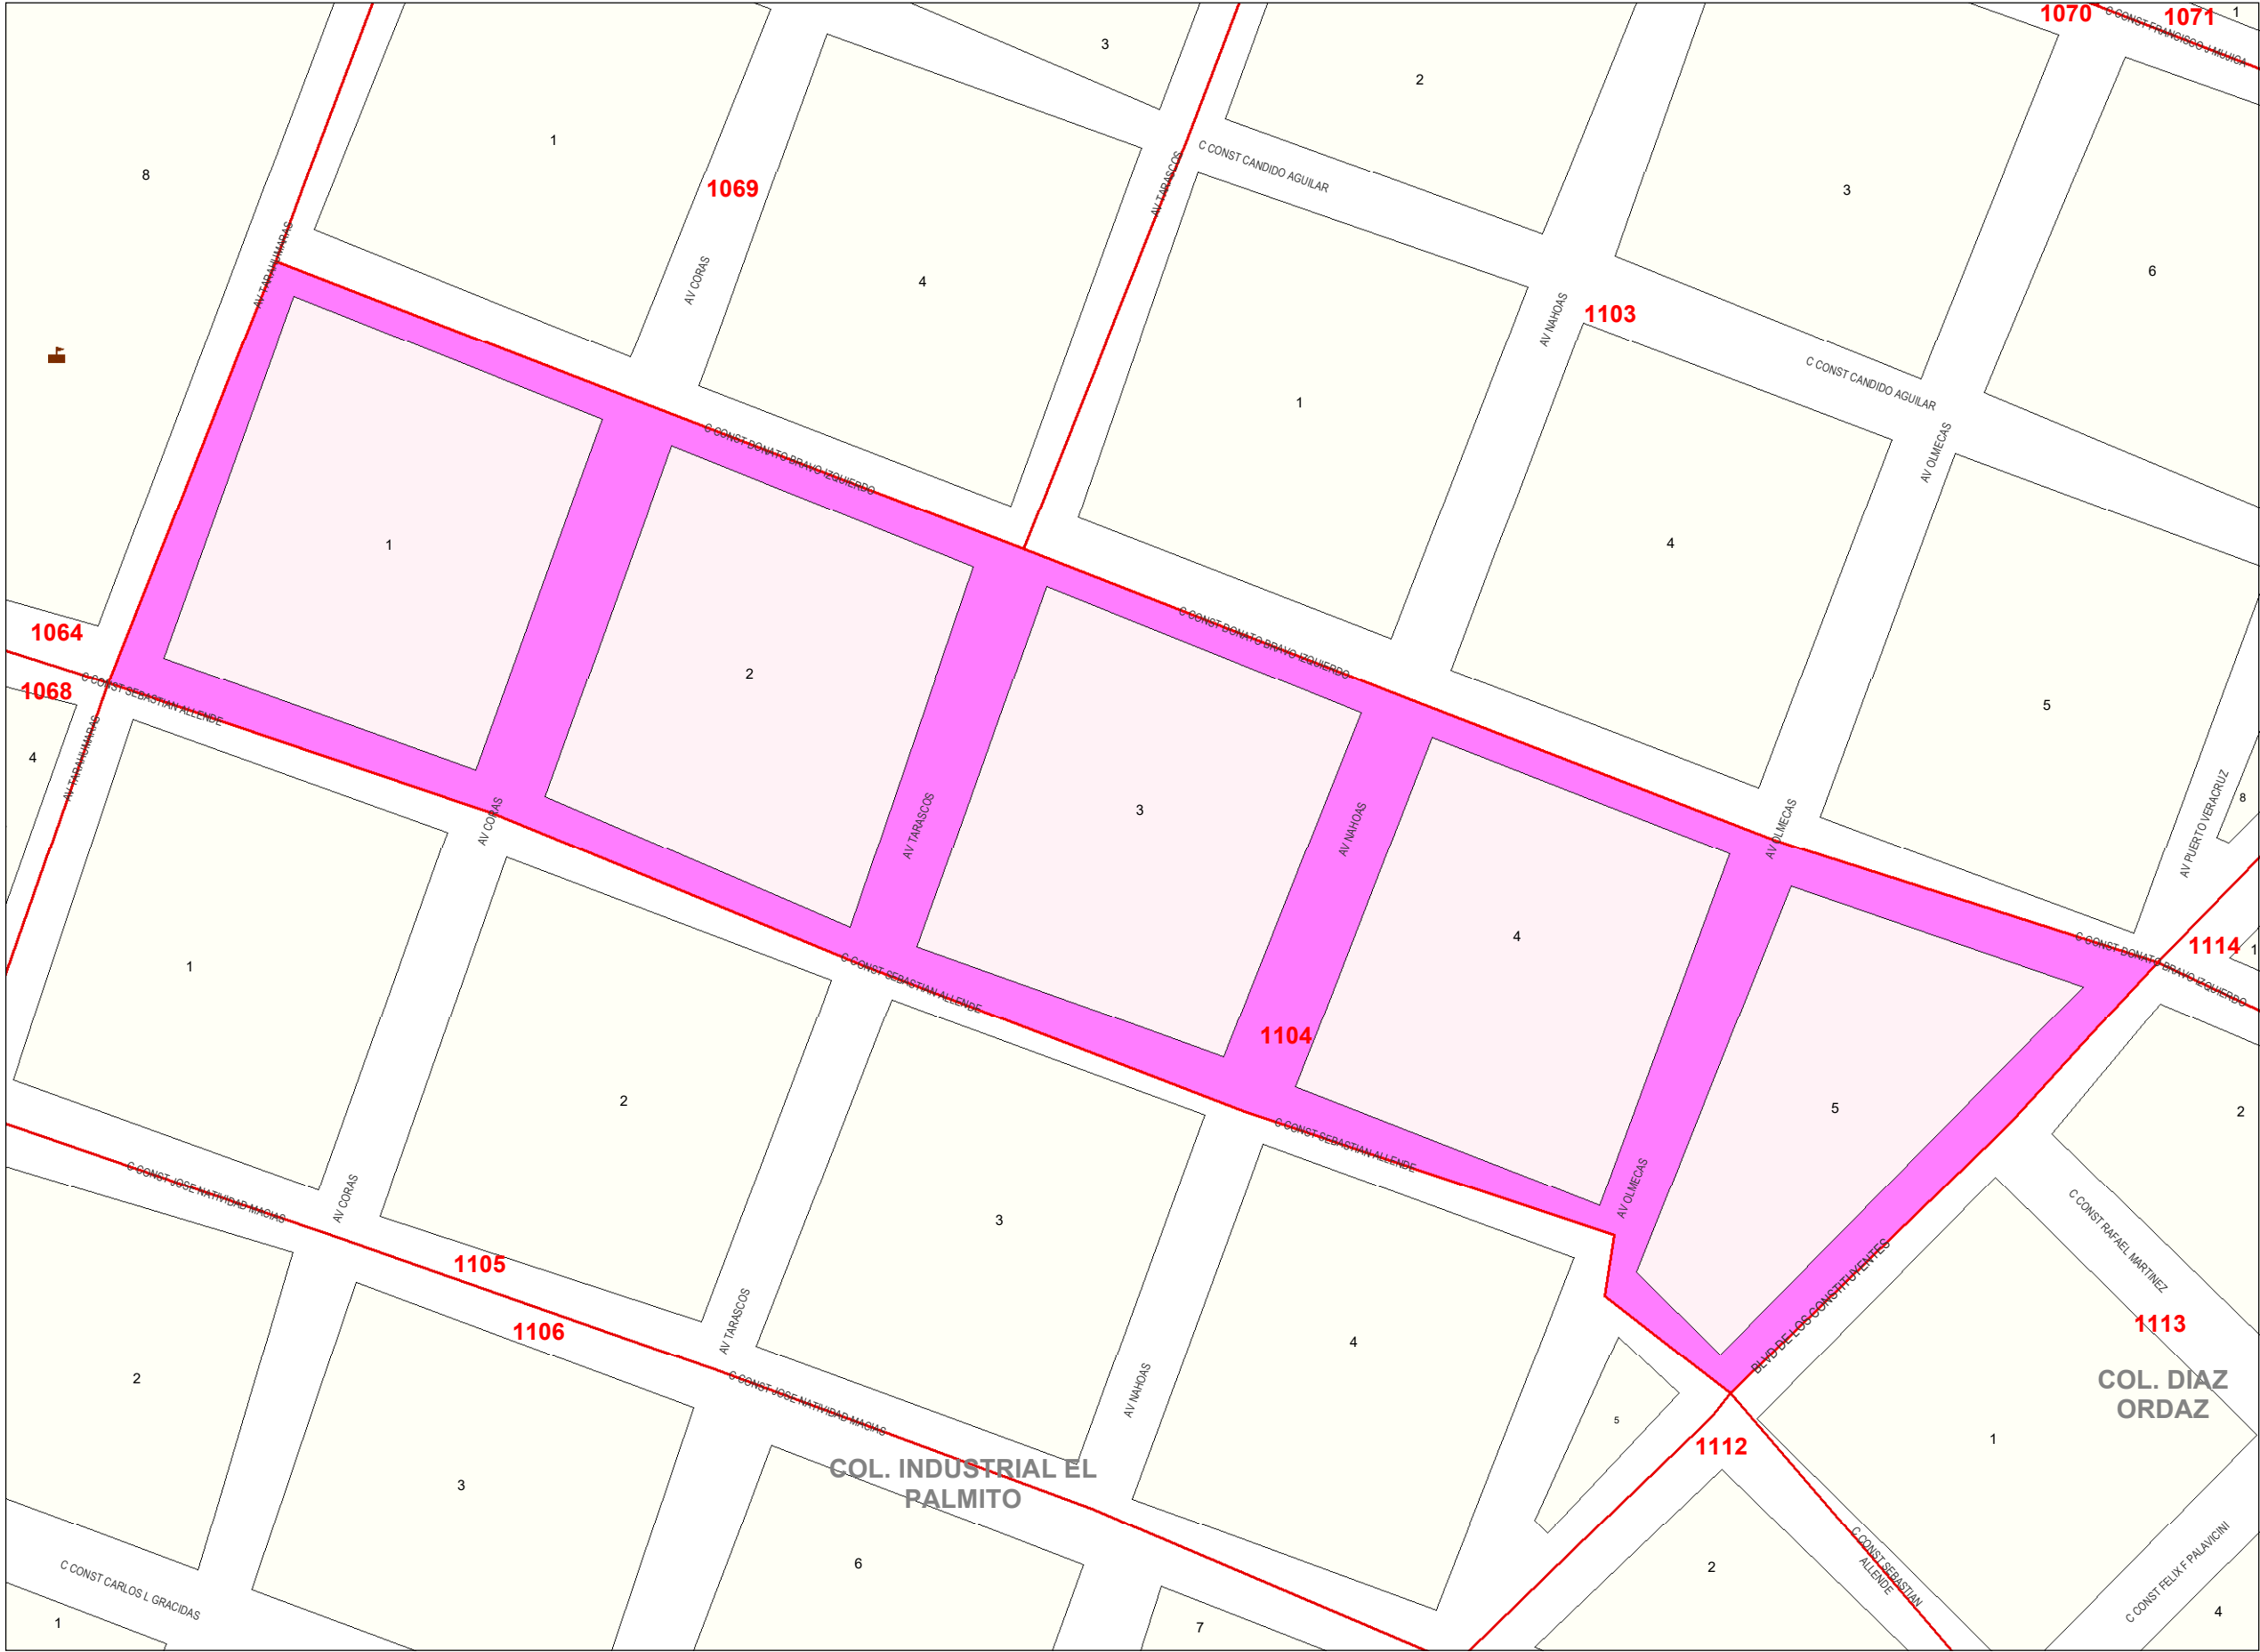 1070
1071
1
C CONST FRANCISCO J MUJICA
3
2
1
8
1069
AV TARASCOS
C CONST CANDIDO AGUILAR
3
AV TARAHUMARAS
AV CORAS
4
6
AV NAHOAS
1103
C CONST CANDIDO AGUILAR
1
AV OLMECAS
C CONST DONATO BRAVO IZQUIERDO
1
4
1064
C CONST DONATO BRAVO IZQUIERDO
2
1068
C CONST SEBASTIAN ALLENDE
5
4
AV TARAHUMARAS
AV CORAS
AV TARASCOS
3
AV NAHOAS
AV OLMECAS
AV PUERTO VERACRUZ
8
4
C CONST DONATO BRAVO IZQUIERDO
1114
1
1
C CONST SEBASTIAN ALLENDE
1104
2
5
2
C CONST SEBASTIAN ALLENDE
C CONST JOSE NATIVIDAD MACIAS
AV CORAS
3
AV OLMECAS
C CONST RAFAEL MARTINEZ
1105
BLVD DE LOS CONSTITUYENTES
1106
AV TARASCOS
4
1113
2
C CONST JOSE NATIVIDAD MACIAS
AV NAHOAS
COL. DIAZ
ORDAZ
5
1112
1
COL. INDUSTRIAL EL
PALMITO
3
6
2
C CONST SEBASTIAN
ALLENDE
C CONST FELIX F PALAVICINI
C CONST CARLOS L GRACIDAS
1
7
4